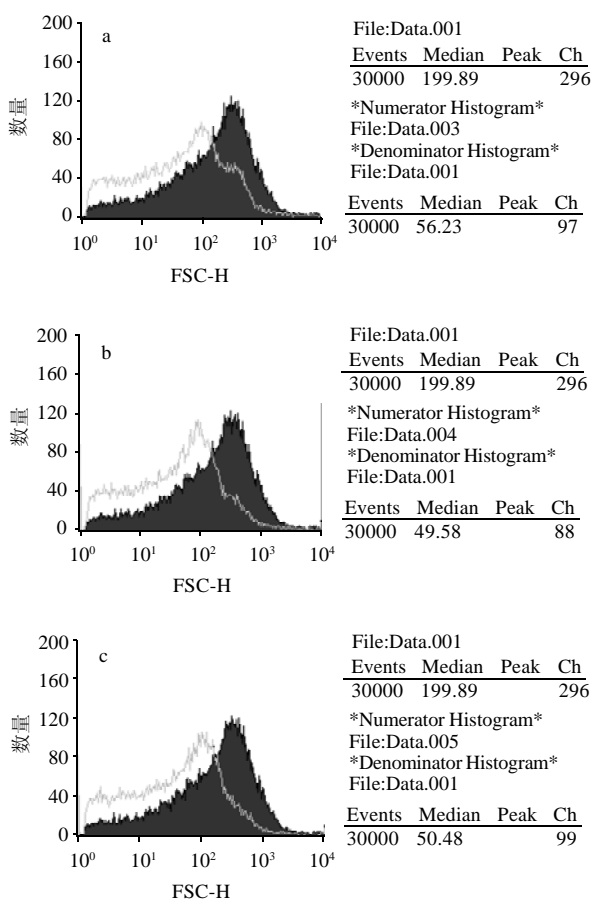 200
160
120
80
40
0
数量
a
10⁰ 10¹ 10² 10³ 10⁴
FSC-H
File:Data.001
Events Median Peak Ch
30000 199.89 296
*Numerator Histogram*
File:Data.003
*Denominator Histogram*
File:Data.001
Events Median Peak Ch
30000 56.23 97
200
160
120
80
40
0
数量
b
10⁰ 10¹ 10² 10³ 10⁴
FSC-H
File:Data.001
Events Median Peak Ch
30000 199.89 296
*Numerator Histogram*
File:Data.004
*Denominator Histogram*
File:Data.001
Events Median Peak Ch
30000 49.58 88
200
160
120
80
40
0
数量
c
10⁰ 10¹ 10² 10³ 10⁴
FSC-H
File:Data.001
Events Median Peak Ch
30000 199.89 296
*Numerator Histogram*
File:Data.005
*Denominator Histogram*
File:Data.001
Events Median Peak Ch
30000 50.48 99